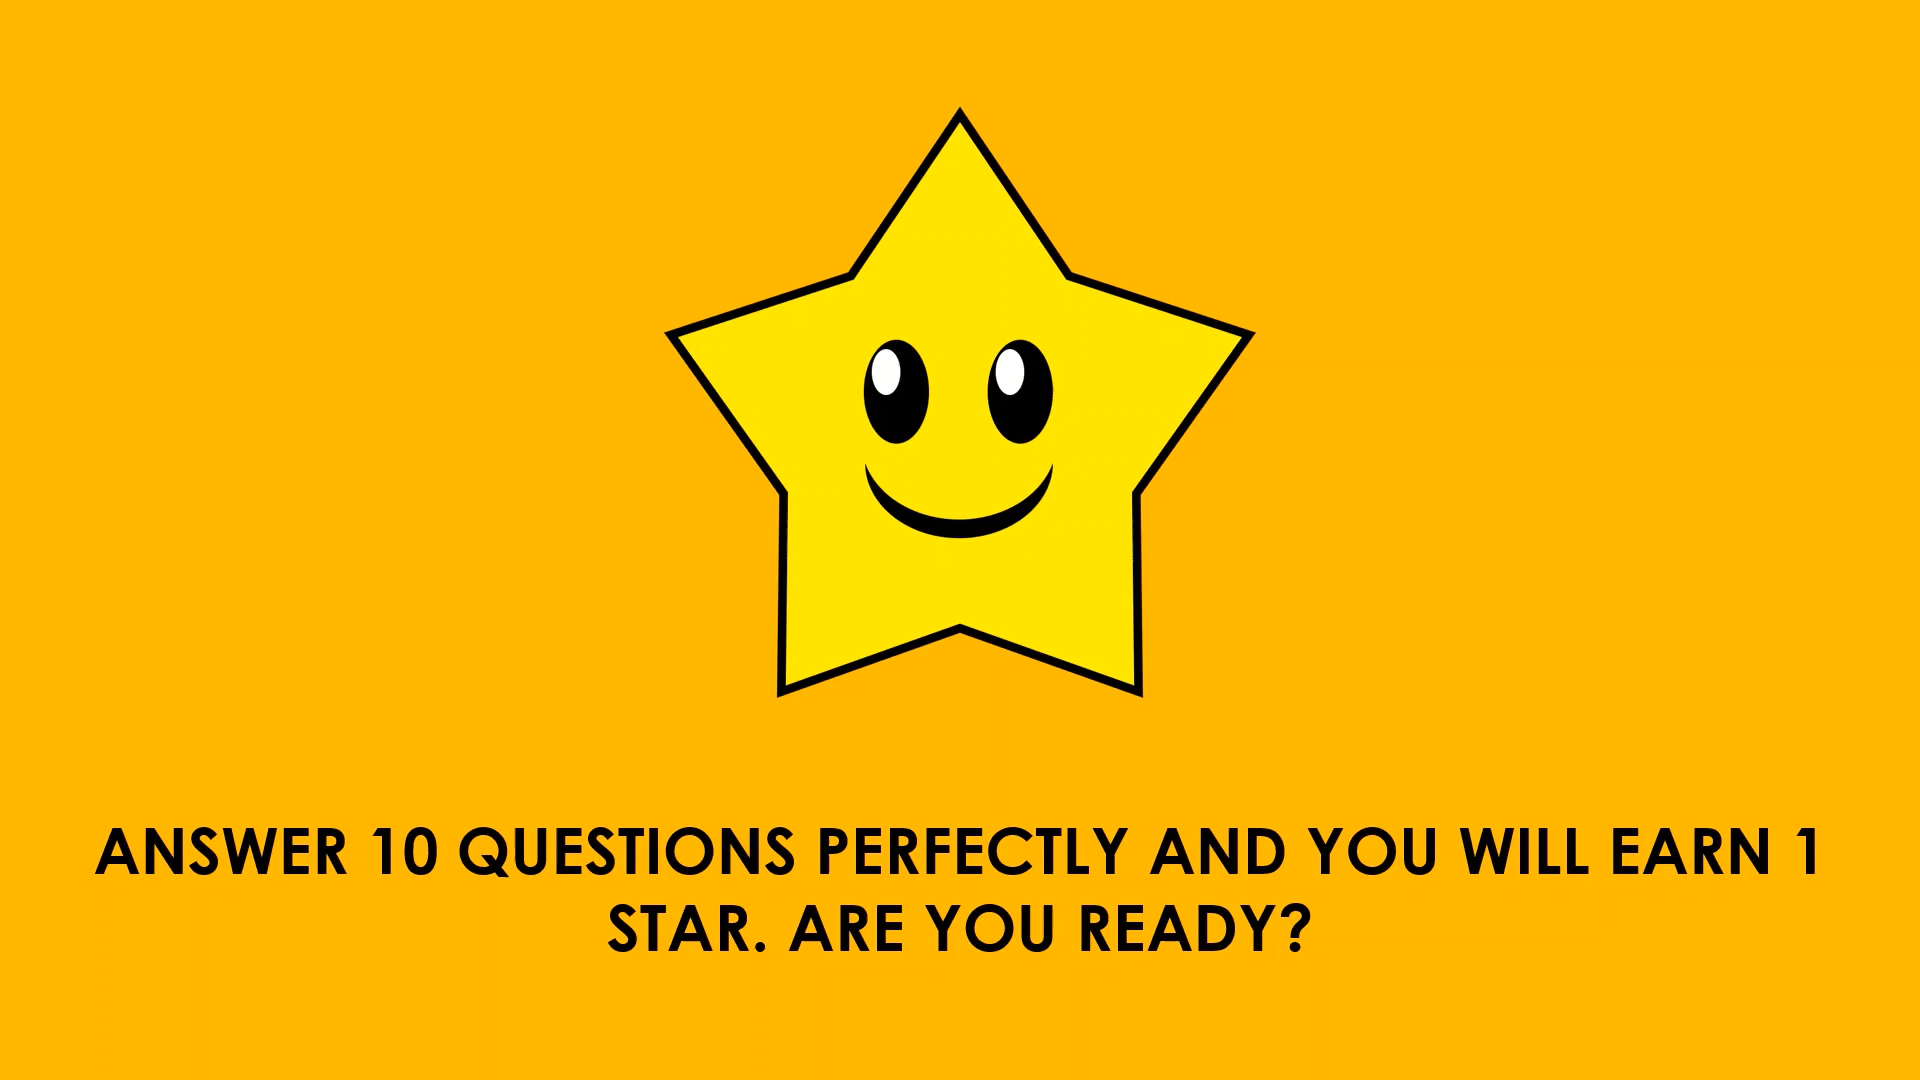 ANSWER 10 QUESTIONS PERFECTLY AND YOU WILL EARN 1
STAR. ARE YOU READY?